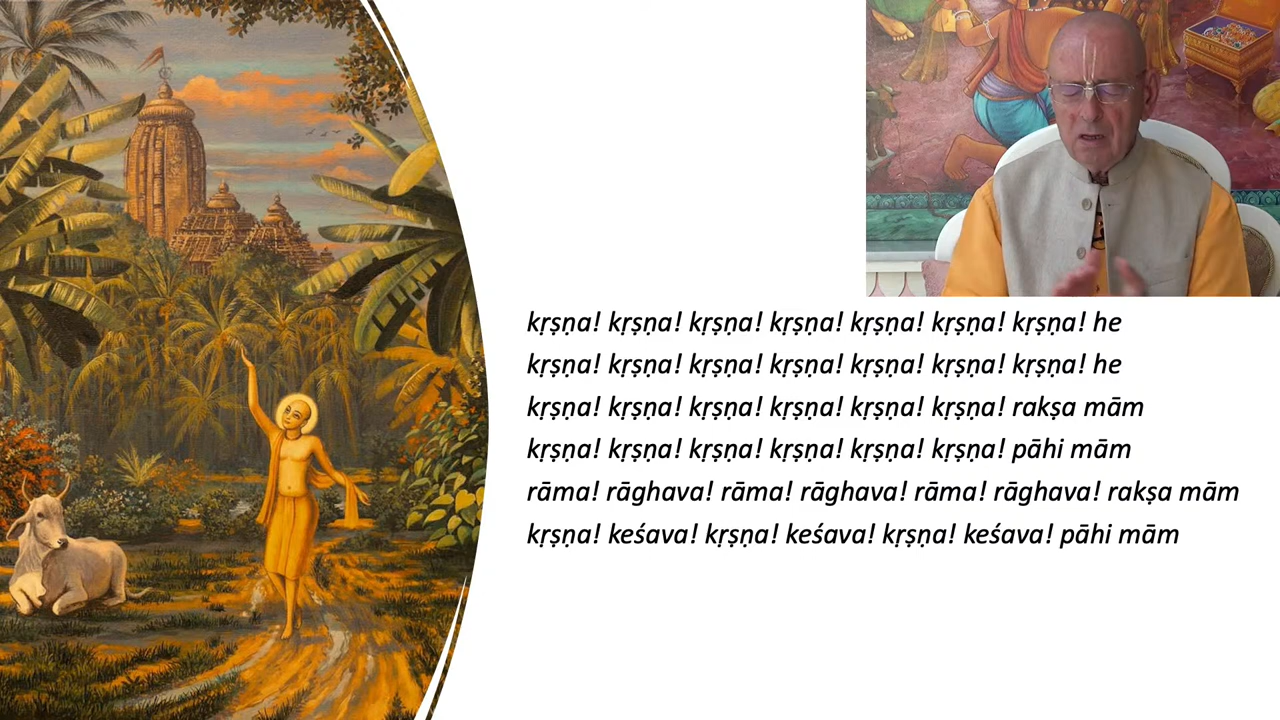 kṛṣṇa! kṛṣṇa! kṛṣṇa! kṛṣṇa! kṛṣṇa! kṛṣṇa! kṛṣṇa! he
kṛṣṇa! kṛṣṇa! kṛṣṇa! kṛṣṇa! kṛṣṇa! kṛṣṇa! kṛṣṇa! he
kṛṣṇa! kṛṣṇa! kṛṣṇa! kṛṣṇa! kṛṣṇa! kṛṣṇa! rakṣa mām
kṛṣṇa! kṛṣṇa! kṛṣṇa! kṛṣṇa! kṛṣṇa! kṛṣṇa! pāhi mām
rāma! rāghava! rāma! rāghava! rāma! rāghava! rakṣa mām
kṛṣṇa! keśava! kṛṣṇa! keśava! kṛṣṇa! keśava! pāhi mām